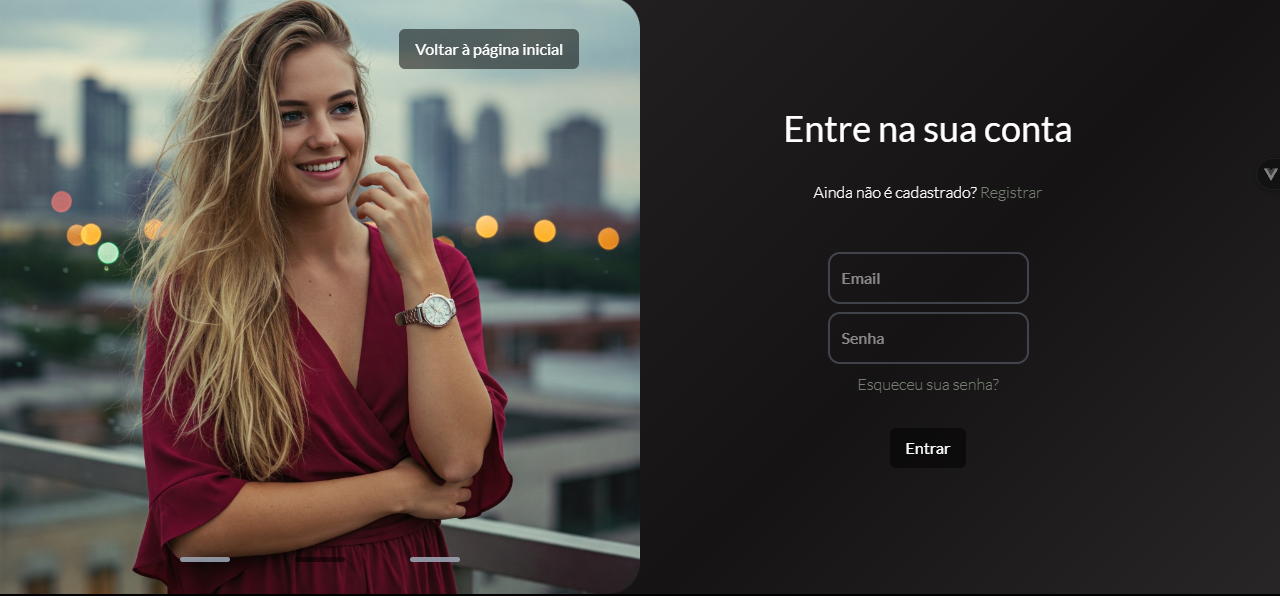 Voltar à página inicial
Entre na sua conta
Ainda não é cadastrado? Registrar
Email
Senha
Esqueceu sua senha?
Entrar